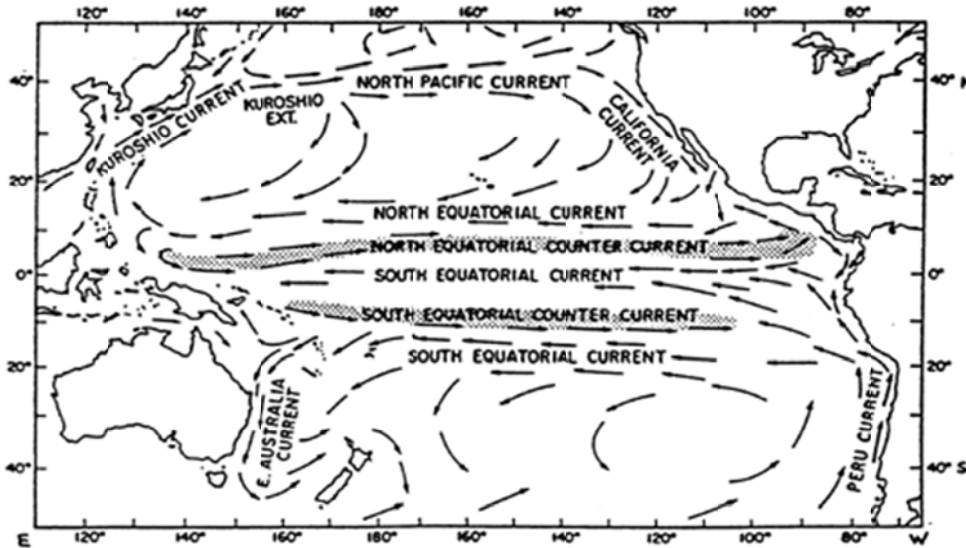 120° 140° 160° 180° 160° 140° 120° 100° 80°
40° NORTH PACIFIC CURRENT 40° N
KUROSHIO CURRENT
KUROSHIO
EXT.
CALIFORNIA
CURRENT
20° 20°
NORTH EQUATORIAL CURRENT
NORTH EQUATORIAL COUNTER CURRENT
0° SOUTH EQUATORIAL CURRENT 0°
SOUTH EQUATORIAL COUNTER CURRENT
20° SOUTH EQUATORIAL CURRENT 20°
E. AUSTRALIA
CURRENT
PERU CURRENT
40° 40° S
E 120° 140° 160° 180° 160° 140° 120° 100° 80° W